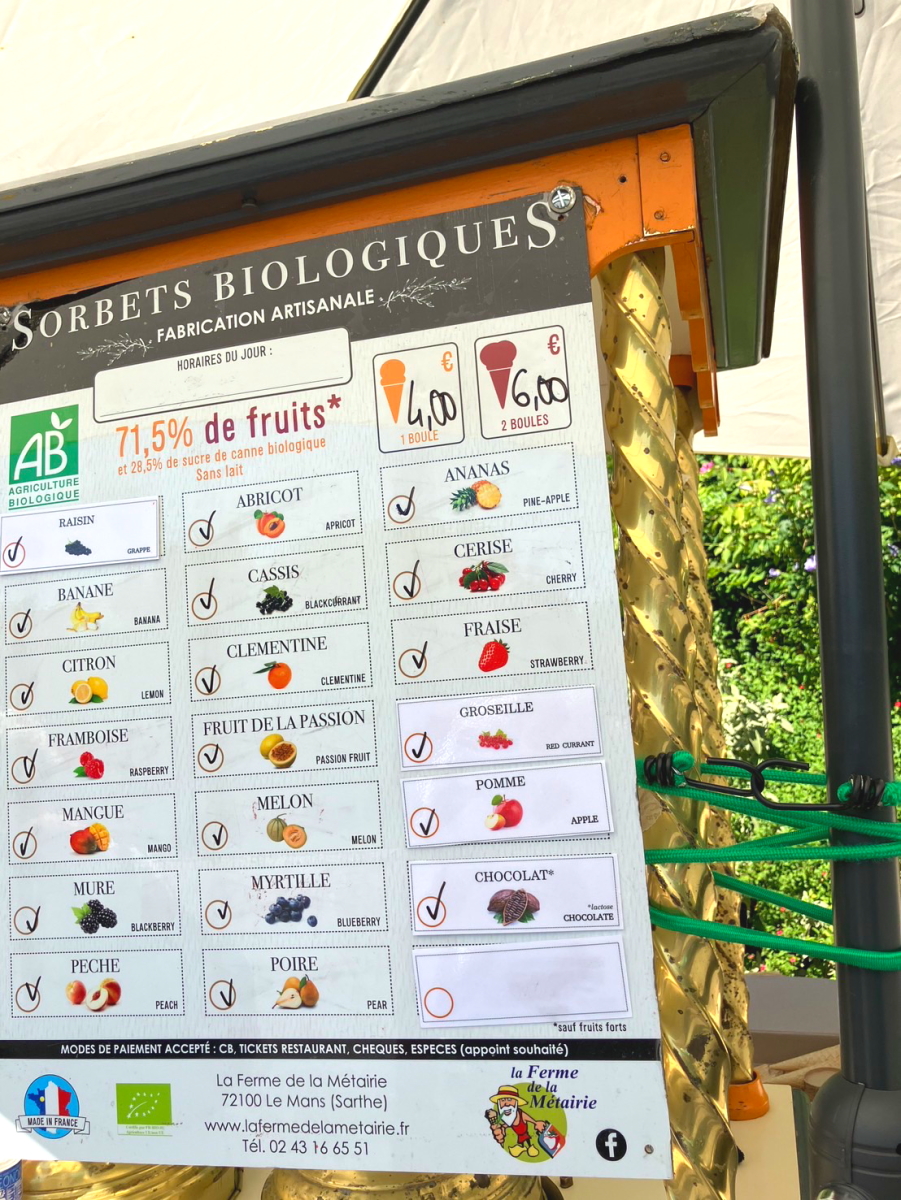 SORBETS BIOLOGIQUES
FABRICATION ARTISANALE
HORAIRES DU JOUR :
71,5% de fruits*
et 28,5% de sucre de canne biologique
Sans lait
€
4,00
1 BOULE
€
6,00
2 BOULES
AB
AGRICULTURE
BIOLOGIQUE
RAISIN
GRAPPE
BANANE
BANANA
CITRON
LEMON
FRAMBOISE
RASPBERRY
MANGUE
MANGO
MURE
BLACKBERRY
PECHE
PEACH
ABRICOT
APRICOT
CASSIS
BLACKCURRANT
CLEMENTINE
CLEMENTINE
FRUIT DE LA PASSION
PASSION FRUIT
MELON
MELON
MYRTILLE
BLUEBERRY
POIRE
PEAR
ANANAS
PINE-APPLE
CERISE
CHERRY
FRAISE
STRAWBERRY
GROSEILLE
RED CURRANT
POMME
APPLE
CHOCOLAT*
*lactose
CHOCOLATE
*sauf fruits forts
MODES DE PAIEMENT ACCEPTÉ : CB, TICKETS RESTAURANT, CHEQUES, ESPECES (appoint souhaité)
MADE IN FRANCE
La Ferme de la Métairie
72100 Le Mans (Sarthe)
www.lafermedelametairie.fr
Tél. 02 43 16 65 51
la Ferme
de la
Métairie
f